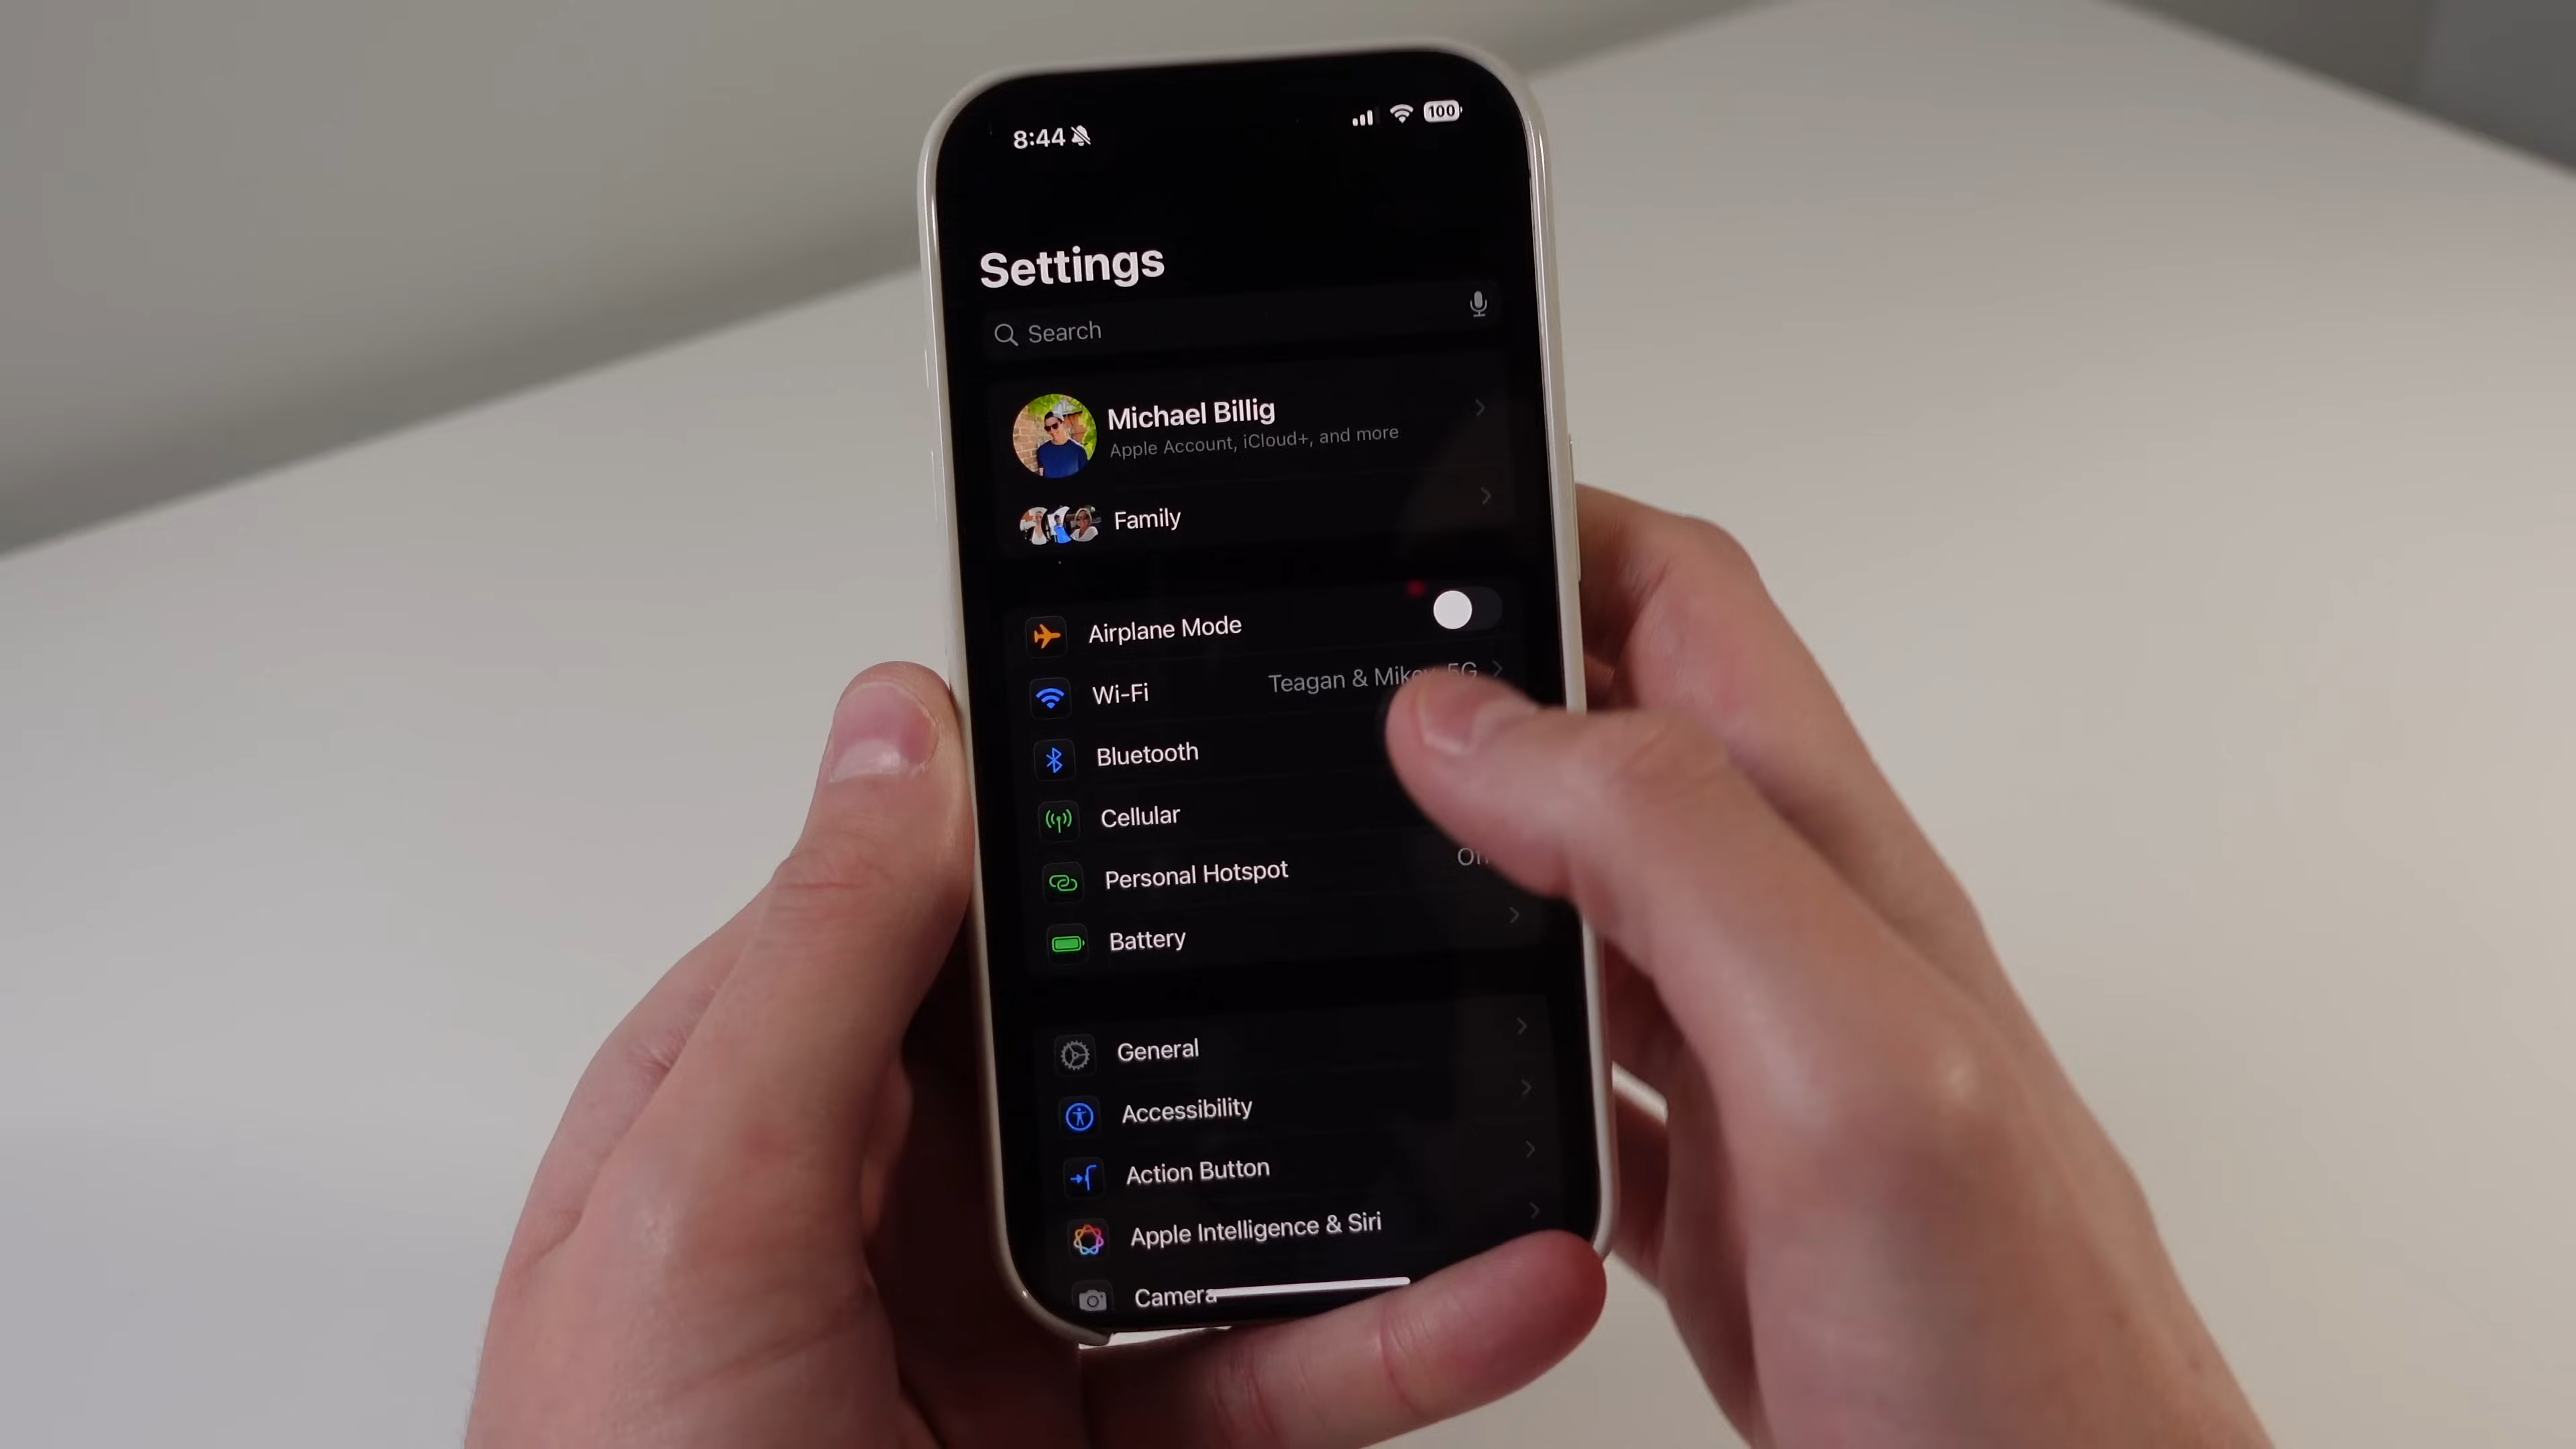 8:44
100
Settings
Search
Michael Billig
Apple Account, iCloud+, and more
Family
Airplane Mode
Wi-Fi Teagan & 5G
Bluetooth
Cellular
Personal Hotspot
Battery
General
Accessibility
Action Button
Apple Intelligence & Siri
Camera